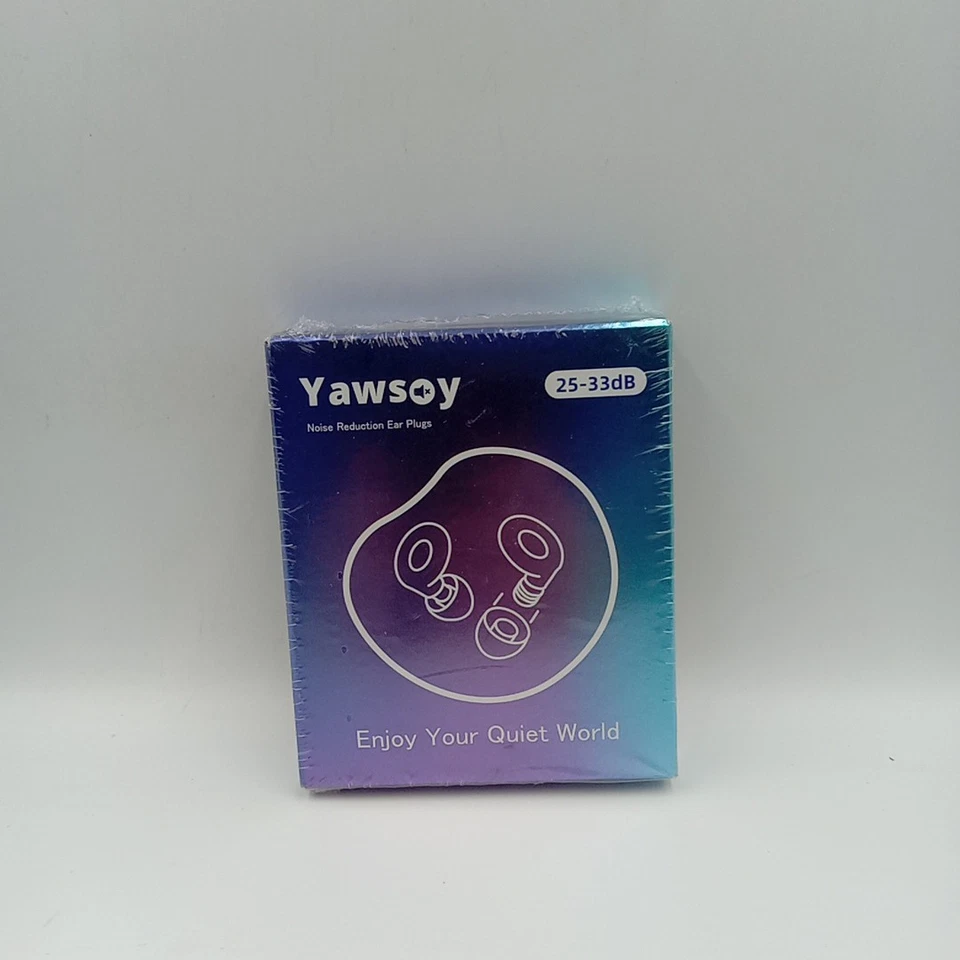 Yawsoy
25-33dB
Noise Reduction Ear Plugs
Enjoy Your Quiet World